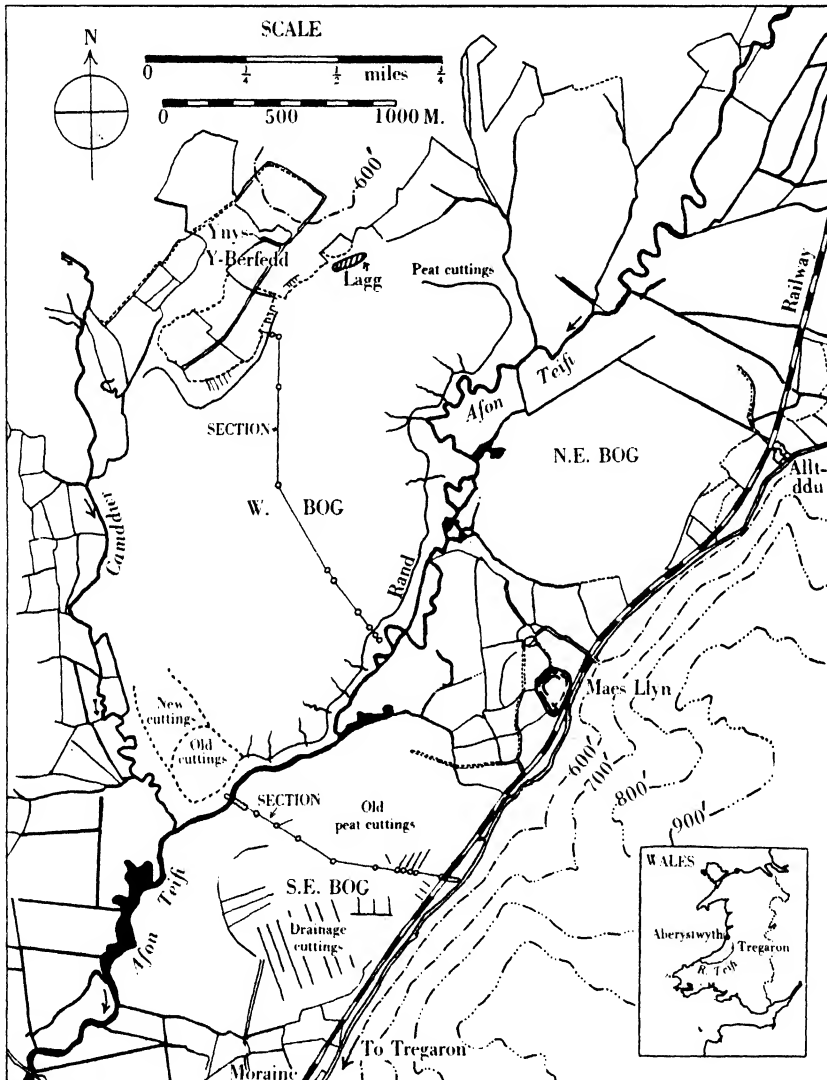 SCALE
N
0 1/4 1/2 miles 3/4
0 500 1000 M.
600'
Ynys-
Y-Berfedd
Lagg
Peat cuttings
Railway
Afon Teifi
SECTION
N.E. BOG
Allt-
ddu
W. BOG
Camddwr
Rand
Maes Llyn
New
cuttings
Old
cuttings
600'
700'
800'
900'
SECTION
Old
peat cuttings
S.E. BOG
Drainage
cuttings
Afon Teifi
WALES
Aberystwyth
Tregaron
R. Teifi
To Tregaron
Moraine